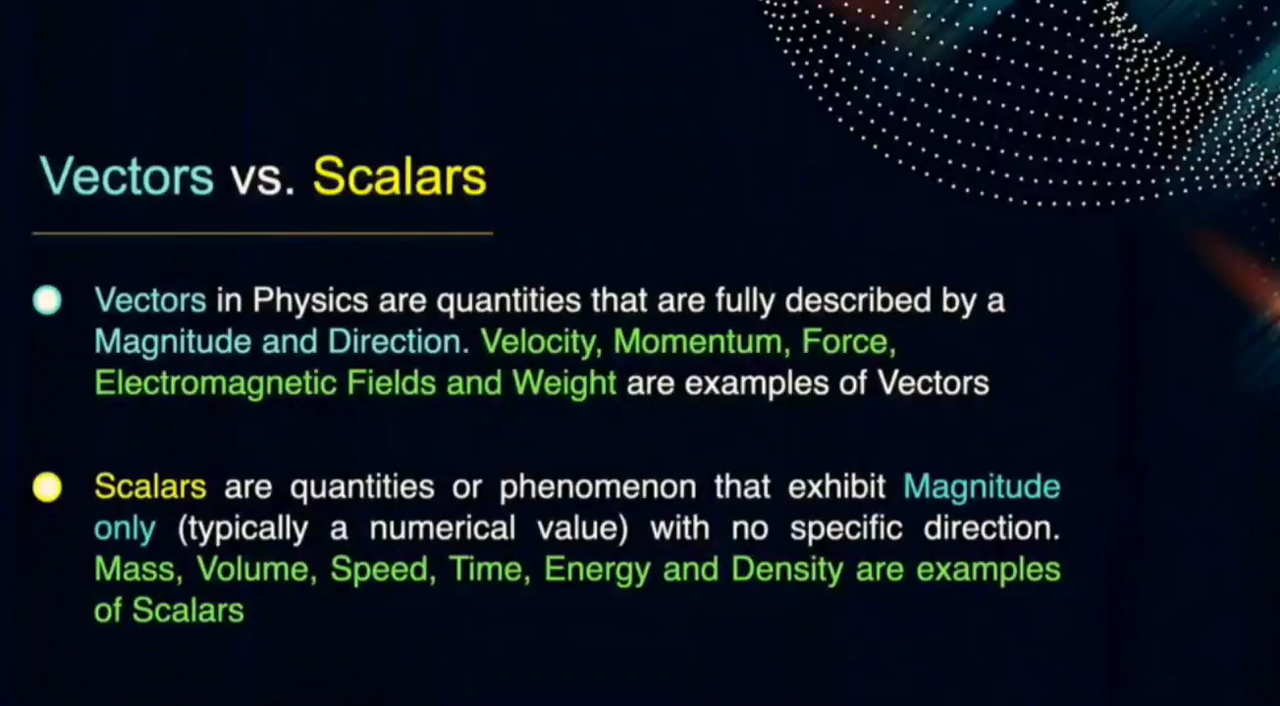 Vectors vs. Scalars
Vectors in Physics are quantities that are fully described by a
Magnitude and Direction. Velocity, Momentum, Force,
Electromagnetic Fields and Weight are examples of Vectors
Scalars are quantities or phenomenon that exhibit Magnitude
only (typically a numerical value) with no specific direction.
Mass, Volume, Speed, Time, Energy and Density are examples
of Scalars